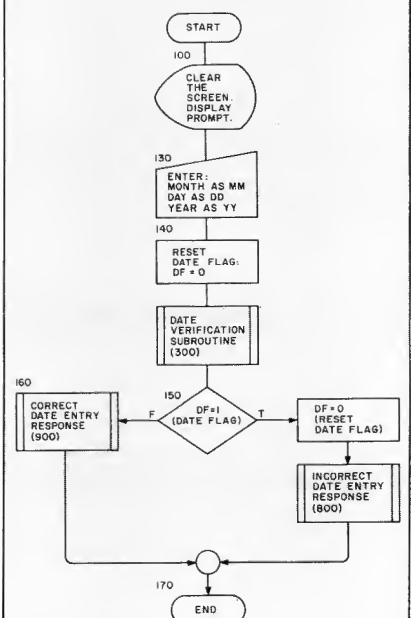 START
100
CLEAR
THE
SCREEN.
DISPLAY
PROMPT.
130
ENTER:
MONTH AS MM
DAY AS DD
YEAR AS YY
140
RESET
DATE FLAG:
DF = 0
DATE
VERIFICATION
SUBROUTINE
(300)
160
CORRECT
DATE ENTRY
RESPONSE
(900)
150
F
DF=1
(DATE FLAG)
T
DF=0
(RESET
DATE FLAG)
INCORRECT
DATE ENTRY
RESPONSE
(800)
170
END